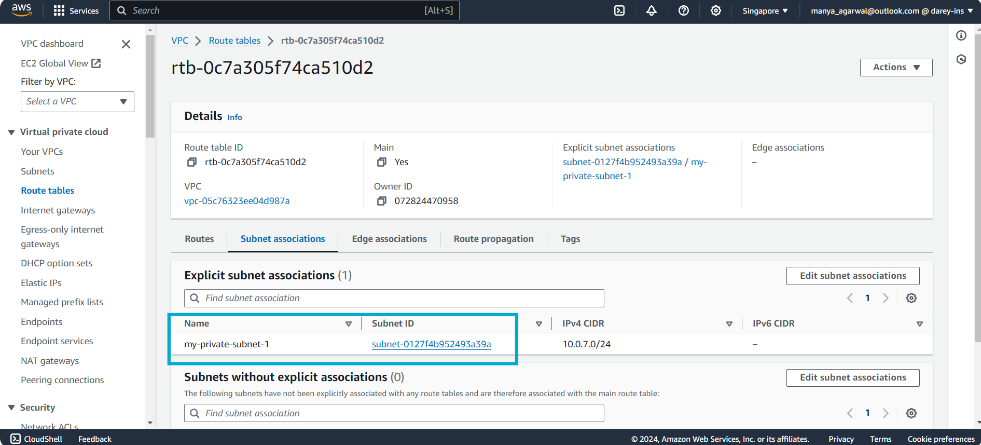 aws
Services
Search
[Alt+S]
Singapore
manya_agarwal@outlook.com @ darey-ins
VPC dashboard
EC2 Global View
Filter by VPC:
Select a VPC
Virtual private cloud
Your VPCs
Subnets
Route tables
Internet gateways
Egress-only internet
gateways
DHCP option sets
Elastic IPs
Managed prefix lists
Endpoints
Endpoint services
NAT gateways
Peering connections
Security
Network ACLs
VPC
Route tables
rtb-0c7a305f74ca510d2
rtb-0c7a305f74ca510d2
Actions
Details Info
Route table ID
rtb-0c7a305f74ca510d2
Main
Yes
Explicit subnet associations
subnet-0127f4b952493a39a / my-
private-subnet-1
Edge associations
–
VPC
vpc-05c76323ee04d987a
Owner ID
072824470958
Routes
Subnet associations
Edge associations
Route propagation
Tags
Explicit subnet associations (1)
Edit subnet associations
Find subnet association
1
Name
Subnet ID
IPv4 CIDR
IPv6 CIDR
my-private-subnet-1
subnet-0127f4b952493a39a
10.0.7.0/24
–
Subnets without explicit associations (0)
Edit subnet associations
The following subnets have not been explicitly associated with any route tables and are therefore associated with the main route table:
Find subnet association
1
CloudShell
Feedback
© 2024, Amazon Web Services, Inc. or its affiliates.
Privacy
Terms
Cookie preferences